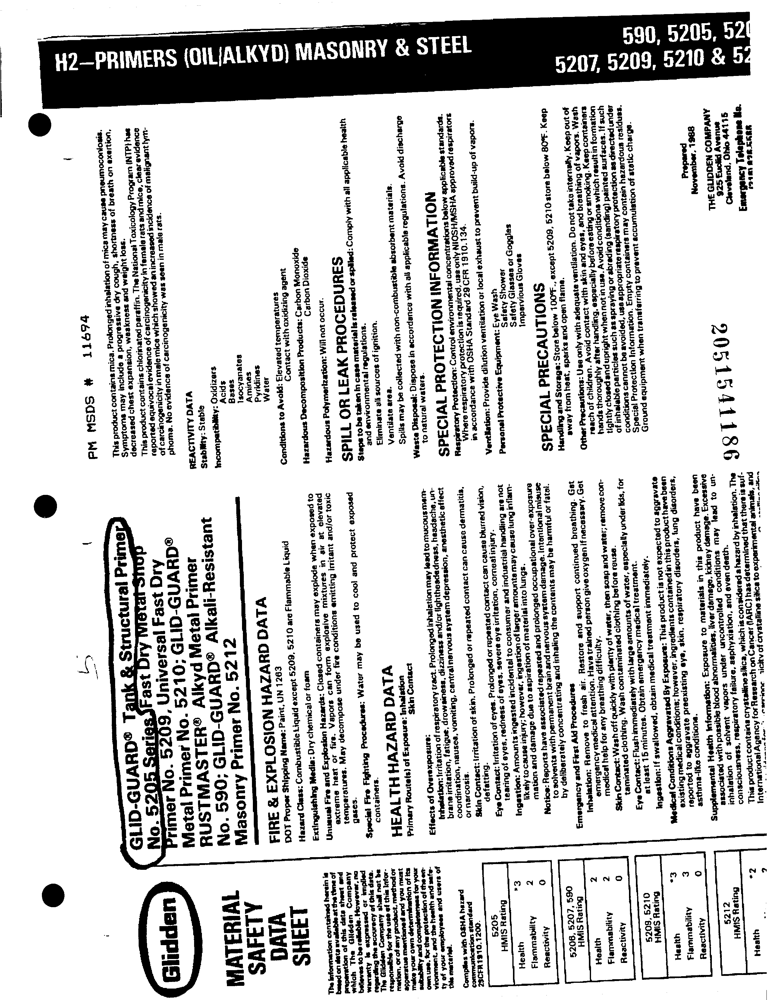 H2—PRIMERS (OIL/ALKYD) MASONRY & STEEL
590, 5205, 520
5207, 5209, 5210 & 52
Glidden
MATERIAL
SAFETY
DATA
SHEET
The information contained herein is
based on data available at the time of
preparation of this data sheet and
which The Glidden Company
believes to be reliable. However, no
warranty is expressed or implied
regarding the accuracy of this data.
The Glidden Company shall not be
responsible for the use of this infor-
mation, or of any product, method or
apparatus mentioned and you must
make your own determination of its
suitability and completeness for your
own use, for the protection of the en-
vironment, and the health and safe-
ty of your employees and users of
this material.
Complies with OSHA hazard
communication standard
29CFR1910.1200.
5205
HMIS Rating
Health *3
Flammability 2
Reactivity 0
5206, 5207, 590
HMIS Rating
Health 2
Flammability 2
Reactivity 0
5209, 5210
HMIS Rating
Health *3
Flammability 3
Reactivity 0
5212
HMIS Rating
Health *2
15
GLID-GUARD® Tank & Structural Primer
No. 5205 Series, Fast Dry Metal Shop
Primer No. 5209, Universal Fast Dry
Metal Primer No. 5210; GLID-GUARD®
RUSTMASTER® Alkyd Metal Primer
No. 590; GLID-GUARD® Alkali-Resistant
Masonry Primer No. 5212
FIRE & EXPLOSION HAZARD DATA
DOT Proper Shipping Name: Paint, UN 1263
Hazard Class: Combustible Liquid except 5209, 5210 are Flammable Liquid
Extinguishing Media: Dry chemical or foam
Unusual Fire and Explosion Hazards: Closed containers may explode when exposed to
extreme heat or fire. Vapors can form explosive mixtures in air at elevated
temperatures. May decompose under fire conditions emitting irritant and/or toxic
gases.
Special Fire Fighting Procedures: Water may be used to cool and protect exposed
containers.
HEALTH HAZARD DATA
Primary Route(s) of Exposure: Inhalation
Skin Contact
Effects of Overexposure:
Inhalation: Irritation of respiratory tract. Prolonged inhalation may lead to mucous mem-
brane irritation, fatigue, drowsiness, dizziness and/or lightheadedness, headache, un-
coordination, nausea, vomiting, central nervous system depression, anesthetic effect
or narcosis.
Skin Contact: Irritation of skin. Prolonged or repeated contact can cause dermatitis,
defatting.
Eye Contact: Irritation of eyes. Prolonged or repeated contact can cause blurred vision,
tearing of eyes, redness of eyes, severe eye irritation, corneal injury.
Ingestion: Amounts ingested incidental to consumer and industrial handling are not
likely to cause injury; however, ingestion of large amounts may cause lung inflam-
mation and damage due to aspiration of material into lungs.
Notice: Reports have associated repeated and prolonged occupational over-exposure
to solvents with permanent brain and nervous system damage. Intentional misuse
by deliberately concentrating and inhaling the contents may be harmful or fatal.
Emergency and First Aid Procedures
Inhalation: Remove to fresh air. Restore and support continued breathing. Get
emergency medical attention. Have trained person give oxygen if necessary. Get
medical help for any breathing difficulty.
Skin Contact: Wash off quickly with plenty of water, then soap and water; remove con-
taminated clothing. Wash contaminated clothing before reuse.
Eye Contact: Flush immediately with large amounts of water, especially under lids, for
at least 15 minutes. Obtain emergency medical treatment.
Ingestion: If swallowed, obtain medical treatment immediately.
Medical Conditions Aggravated By Exposure: This product is not expected to aggravate
existing medical conditions; however, ingredients contained in this product have been
reported to aggravate preexisting eye, skin, respiratory disorders, lung disorders,
asthma-like conditions.
Supplemental Health Information: Exposure to materials in this product have been
associated with possible blood abnormalities, liver damage, kidney damage. Excessive
inhalation of solvent vapors under uncontrolled conditions may lead to un-
consciousness, respiratory failure, asphyxiation, and even death.
This product contains crystalline silica, which is considered a hazard by inhalation. The
International Agency for Research on Cancer (IARC) has determined that there is suf-
icity of crystalline silica to experimental animals, and
PM MSDS # 11694
This product contains mica. Prolonged inhalation of mica may cause pneumoconiosis.
Symptoms may include a progressive dry cough, shortness of breath on exertion,
decreased chest expansion, weakness and weight loss.
This product contains chlorinated paraffin. The National Toxicology Program (NTP) has
reported equivocal evidence of carcinogenicity in female rats and mice, clear evidence
of carcinogenicity in male mice which showed an increased incidence of malignant lym-
phoma. No evidence of carcinogenicity was seen in male rats.
REACTIVITY DATA
Stability: Stable
Incompatibility: Oxidizers
Acids
Bases
Isocyanates
Amines
Pyridines
Water
Conditions to Avoid: Elevated temperatures
Contact with oxidizing agent
Hazardous Decomposition Products: Carbon Monoxide
Carbon Dioxide
Hazardous Polymerization: Will not occur.
SPILL OR LEAK PROCEDURES
Steps to be taken in case material is released or spilled: Comply with all applicable health
and environmental regulations.
Eliminate all sources of ignition.
Ventilate area.
Spills may be collected with non-combustible absorbent materials.
Waste Disposal: Dispose in accordance with all applicable regulations. Avoid discharge
to natural waters.
SPECIAL PROTECTION INFORMATION
Respiratory Protection: Control environmental concentrations below applicable standards.
When respiratory protection is required, use only NIOSH/MSHA approved respirators
in accordance with OSHA Standard 29 CFR 1910.134.
Ventilation: Provide dilution ventilation or local exhaust to prevent build-up of vapors.
Personal Protective Equipment: Eye Wash
Safety Shower
Safety Glasses or Goggles
Impervious Gloves
SPECIAL PRECAUTIONS
Handling and Storage: Store below 100°F., except 5209, 5210 store below 80°F. Keep
away from heat, sparks and open flame.
Other Precautions: Use only with adequate ventilation. Do not take internally. Keep out of
reach of children. Avoid contact with skin and eyes, and breathing of vapors. Wash
hands thoroughly after handling, especially before eating or smoking. Keep containers
tightly closed and upright when not in use. Avoid conditions which result in formation
of inhalable particles such as spraying or abrading (sanding) painted surfaces. If such
conditions cannot be avoided, use appropriate respiratory protection as directed under
Special Protection Information. Empty containers may contain hazardous residues.
Ground equipment when transferring to prevent accumulation of static charge.
Prepared
November, 1988
THE GLIDDEN COMPANY
925 Euclid Avenue
Cleveland, Ohio 44115
Emergency Telephone No.
2051541186